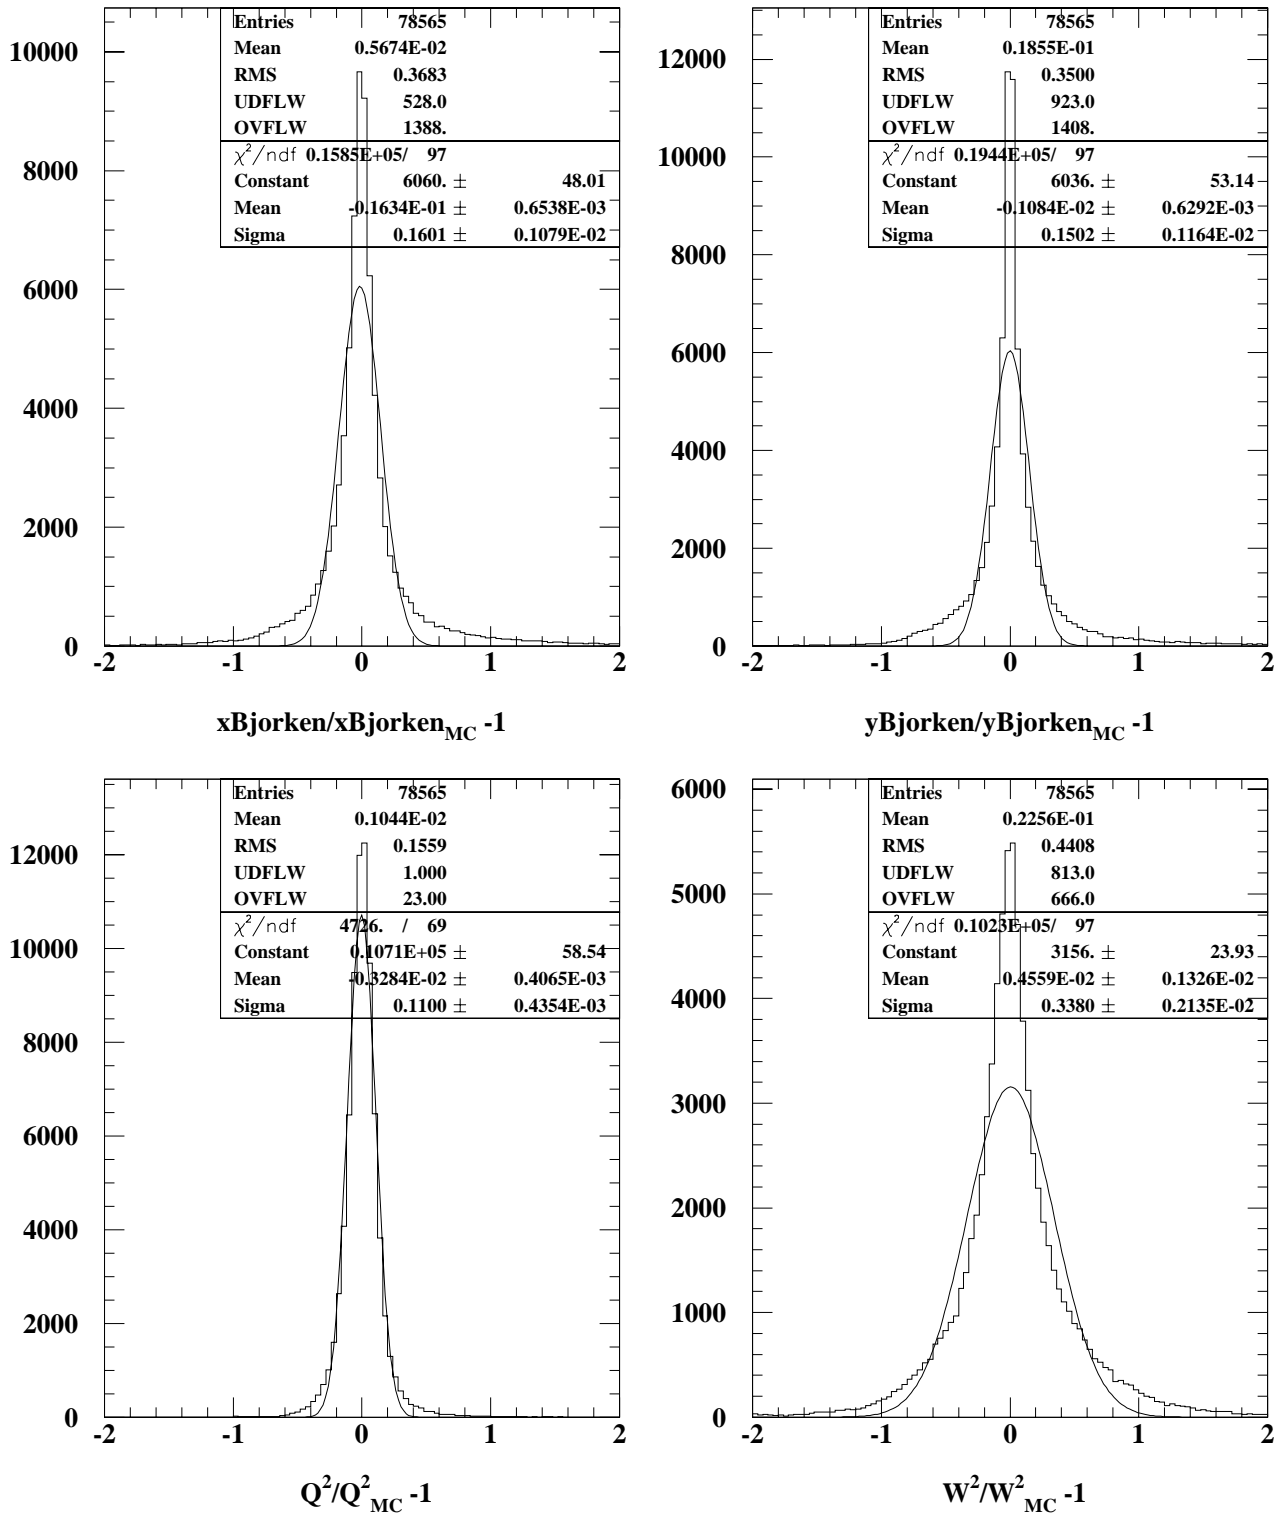 Entries 78565
Mean 0.5674E-02
RMS 0.3683
UDFLW 528.0
OVFLW 1388.
χ²/ndf 0.1585E+05/ 97
Constant 6060. ± 48.01
Mean -0.1634E-01 ± 0.6538E-03
Sigma 0.1601 ± 0.1079E-02
10000
8000
6000
4000
2000
0
-2 -1 0 1 2
xBjorken/xBjorken_MC -1
Entries 78565
Mean 0.1855E-01
RMS 0.3500
UDFLW 923.0
OVFLW 1408.
χ²/ndf 0.1944E+05/ 97
Constant 6036. ± 53.14
Mean -0.1084E-02 ± 0.6292E-03
Sigma 0.1502 ± 0.1164E-02
12000
10000
8000
6000
4000
2000
0
-2 -1 0 1 2
yBjorken/yBjorken_MC -1
Entries 78565
Mean 0.1044E-02
RMS 0.1559
UDFLW 1.000
OVFLW 23.00
χ²/ndf 4726. / 69
Constant 0.1071E+05 ± 58.54
Mean -0.3284E-02 ± 0.4065E-03
Sigma 0.1100 ± 0.4354E-03
12000
10000
8000
6000
4000
2000
0
-2 -1 0 1 2
Q²/Q²_MC -1
Entries 78565
Mean 0.2256E-01
RMS 0.4408
UDFLW 813.0
OVFLW 666.0
χ²/ndf 0.1023E+05/ 97
Constant 3156. ± 23.93
Mean 0.4559E-02 ± 0.1326E-02
Sigma 0.3380 ± 0.2135E-02
6000
5000
4000
3000
2000
1000
0
-2 -1 0 1 2
W²/W²_MC -1